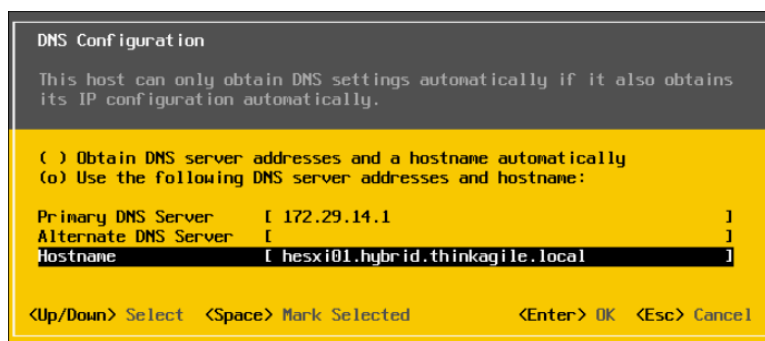 DNS Configuration
This host can only obtain DNS settings automatically if it also obtains
its IP configuration automatically.
( ) Obtain DNS server addresses and a hostname automatically
(o) Use the following DNS server addresses and hostname:
Primary DNS Server [ 172.29.14.1 ]
Alternate DNS Server [ ]
Hostname [ hesxi01.hybrid.thinkagile.local ]
<Up/Down> Select <Space> Mark Selected <Enter> OK <Esc> Cancel